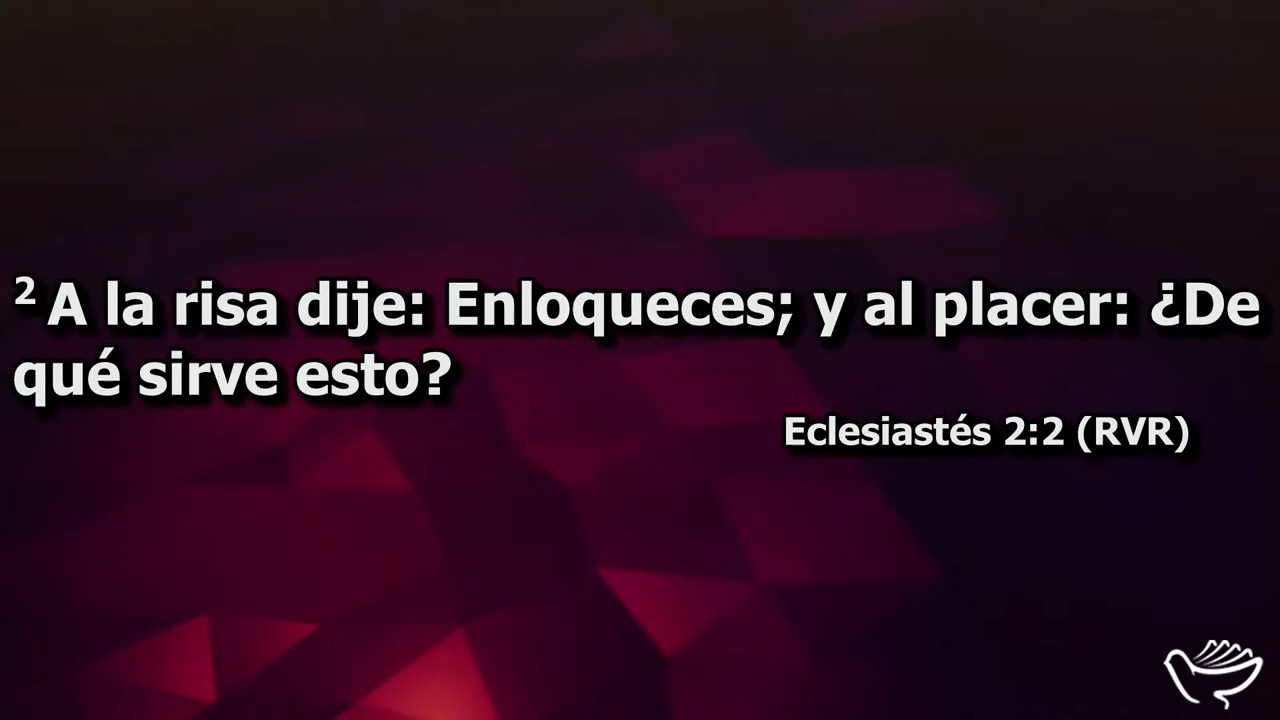 2 A la risa dije: Enloqueces; y al placer: ¿De
qué sirve esto?
Eclesiastés 2:2 (RVR)